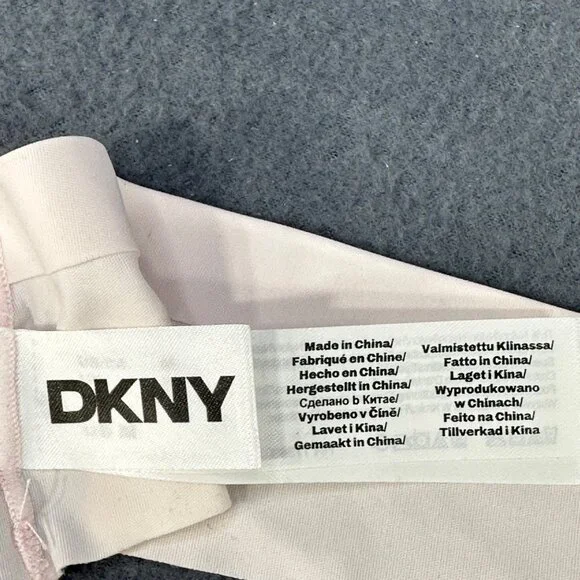 DKNY
Made in China/
Fabriqué en Chine/
Hecho en China/
Hergestellt in China/
Сделано в Китае/
Vyrobeno v Číně/
Lavet i Kina/
Gemaakt in China/
Valmistettu Klinassa/
Fatto in China/
Laget i Kina/
Wyprodukowano
w Chinach/
Feito na China/
Tillverkad i Kina